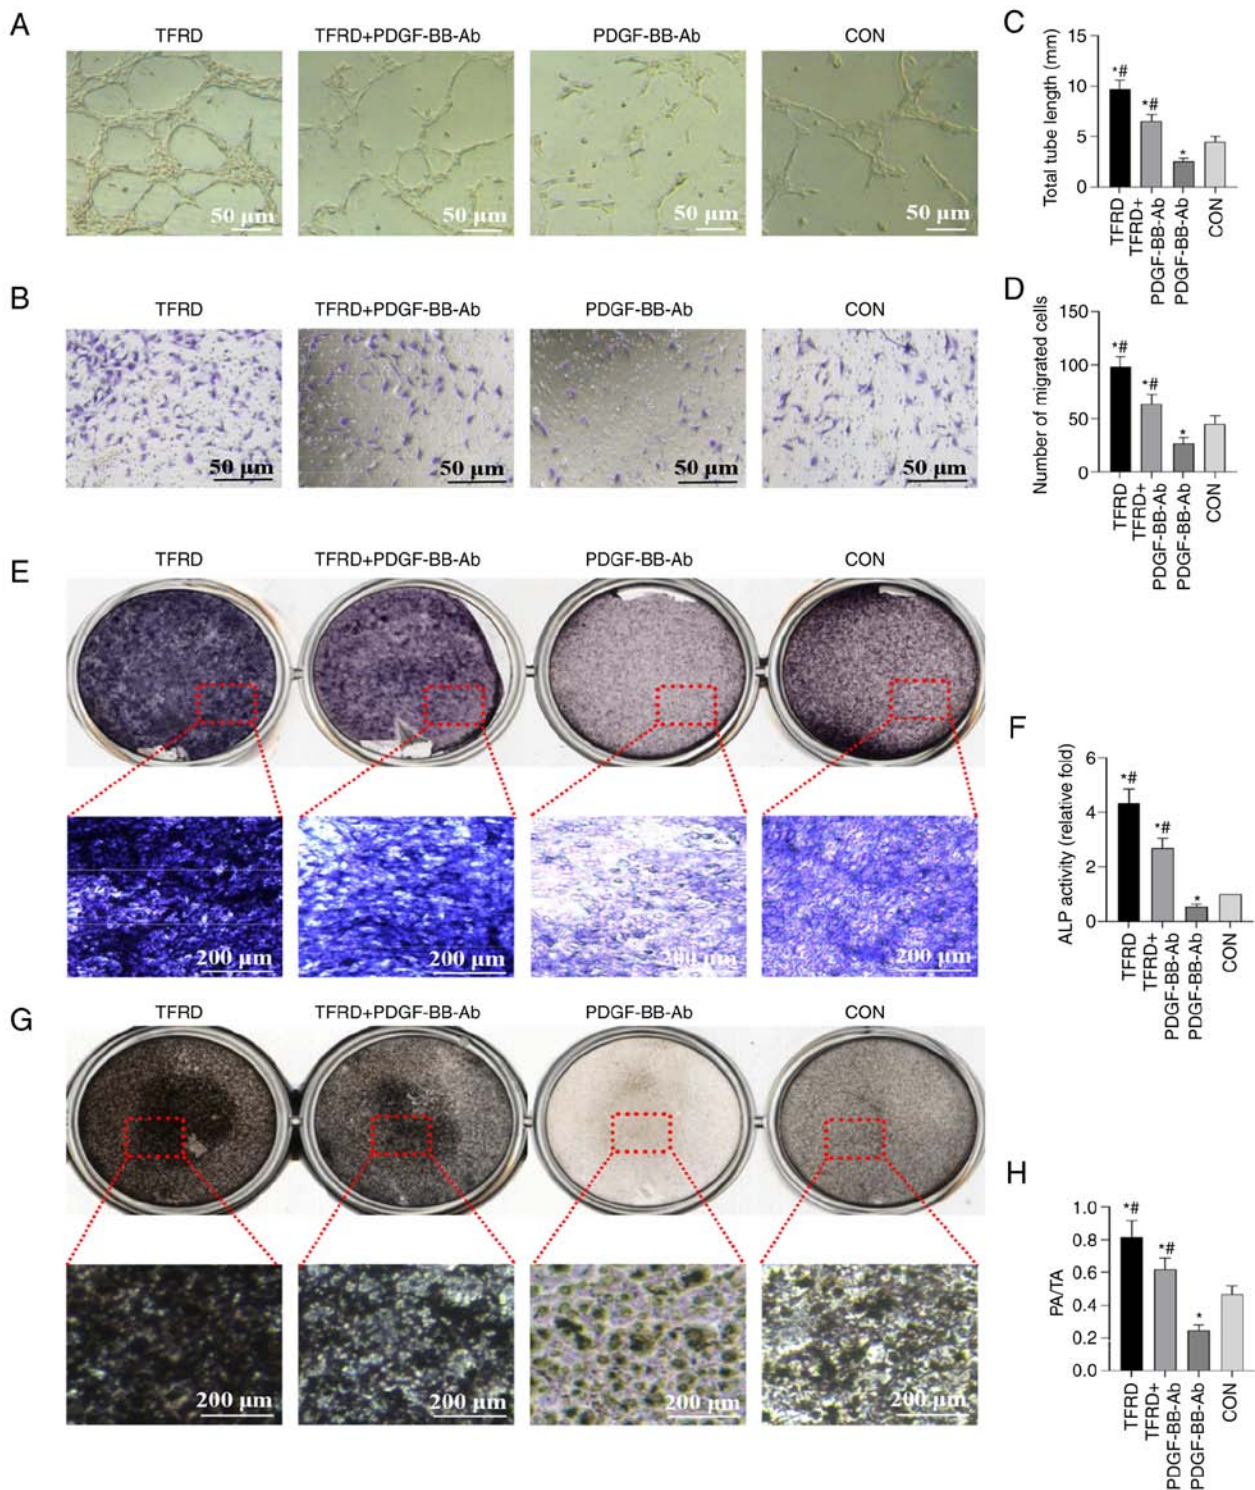 A
TFRD
TFRD+PDGF-BB-Ab
PDGF-BB-Ab
CON
50 µm
50 µm
50 µm
50 µm
C
Total tube length (mm)
15
10
5
0
*#
*#
*
TFRD
TFRD+
PDGF-BB-Ab
PDGF-BB-Ab
CON
B
TFRD
TFRD+PDGF-BB-Ab
PDGF-BB-Ab
CON
50 µm
50 µm
50 µm
50 µm
D
Number of migrated cells
150
100
50
0
*#
*#
*
TFRD
TFRD+
PDGF-BB-Ab
PDGF-BB-Ab
CON
E
TFRD
TFRD+PDGF-BB-Ab
PDGF-BB-Ab
CON
200 µm
200 µm
200 µm
200 µm
F
ALP activity (relative fold)
6
4
2
0
*#
*#
*
TFRD
TFRD+
PDGF-BB-Ab
PDGF-BB-Ab
CON
G
TFRD
TFRD+PDGF-BB-Ab
PDGF-BB-Ab
CON
200 µm
200 µm
200 µm
200 µm
H
PA/TA
1.0
0.8
0.6
0.4
0.2
0.0
*#
*#
*
TFRD
TFRD+
PDGF-BB-Ab
PDGF-BB-Ab
CON